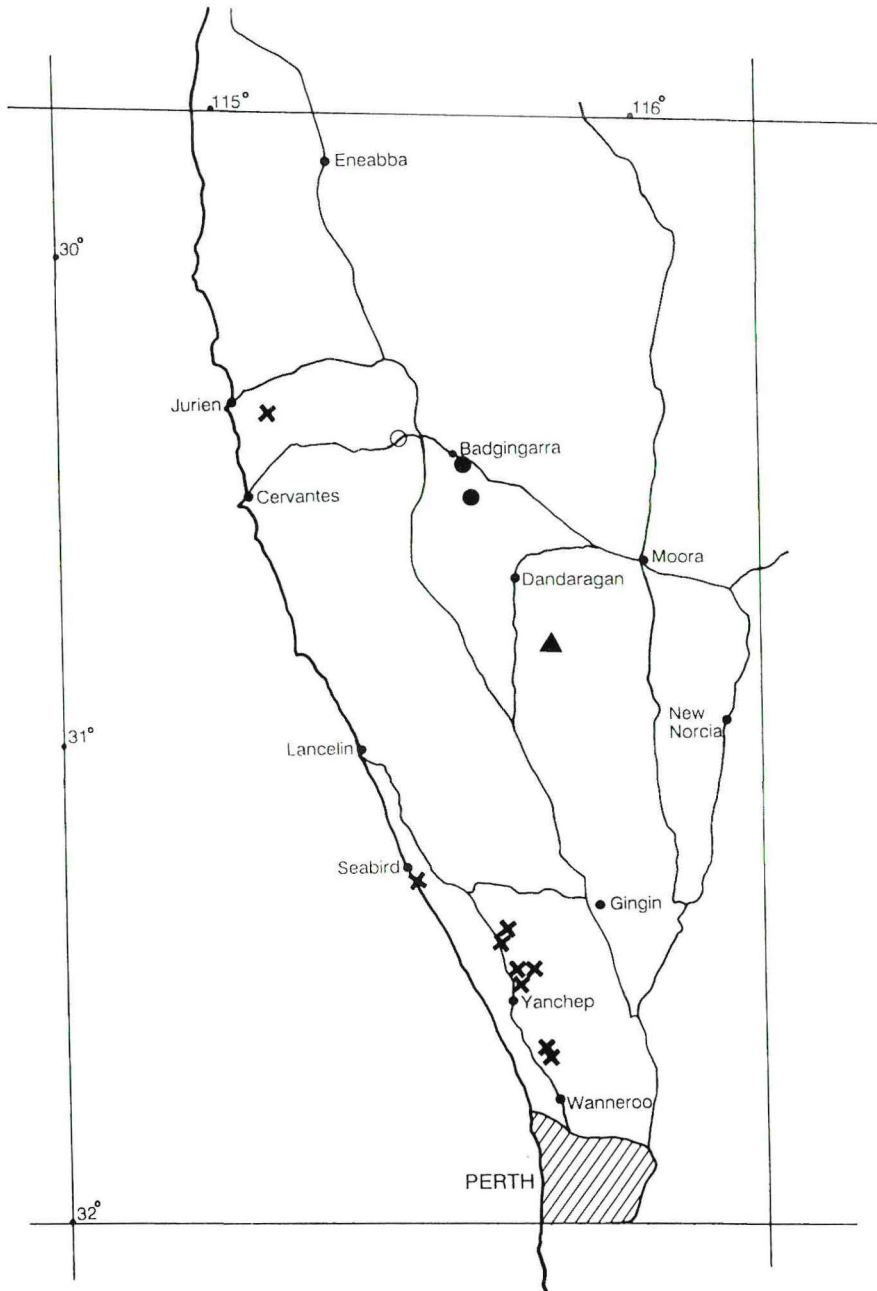 115°
116°
Eneabba
30°
Jurien
Badgingarra
Cervantes
Moora
Dandaragan
New
Norcia
31°
Lancelin
Seabird
Gingin
Yanchep
Wanneroo
PERTH
32°